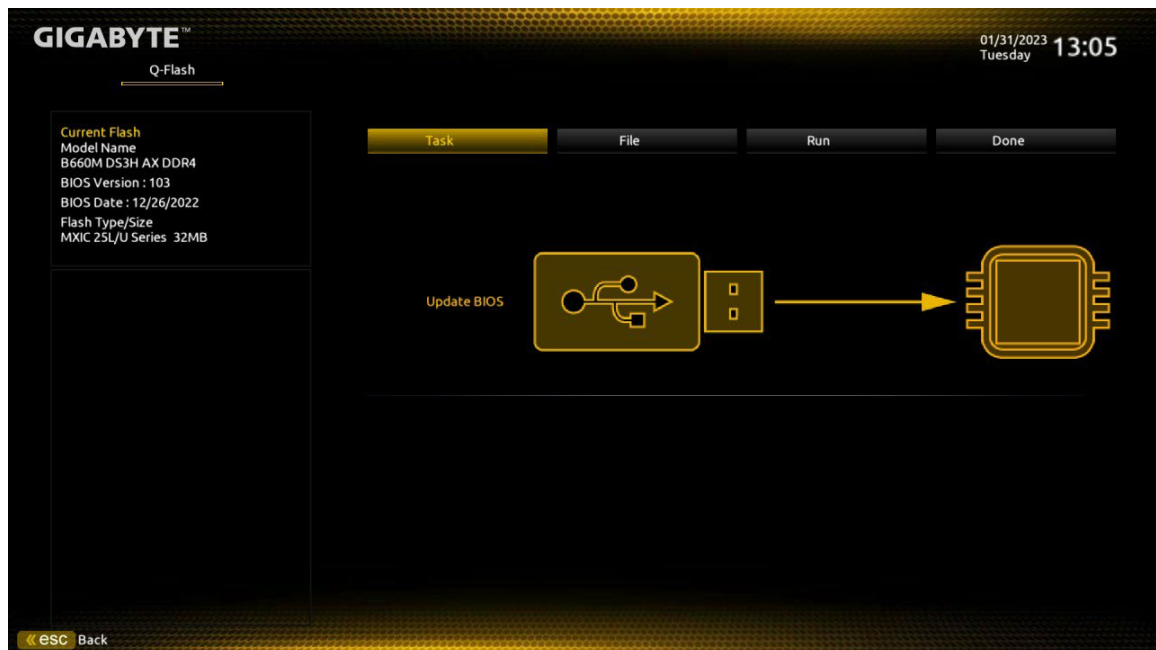 GIGABYTE™
01/31/2023
Tuesday
13:05
Q-Flash
Current Flash
Model Name
B660M DS3H AX DDR4
BIOS Version : 103
BIOS Date : 12/26/2022
Flash Type/Size
MXIC 25L/U Series 32MB
Task
File
Run
Done
Update BIOS
esc Back